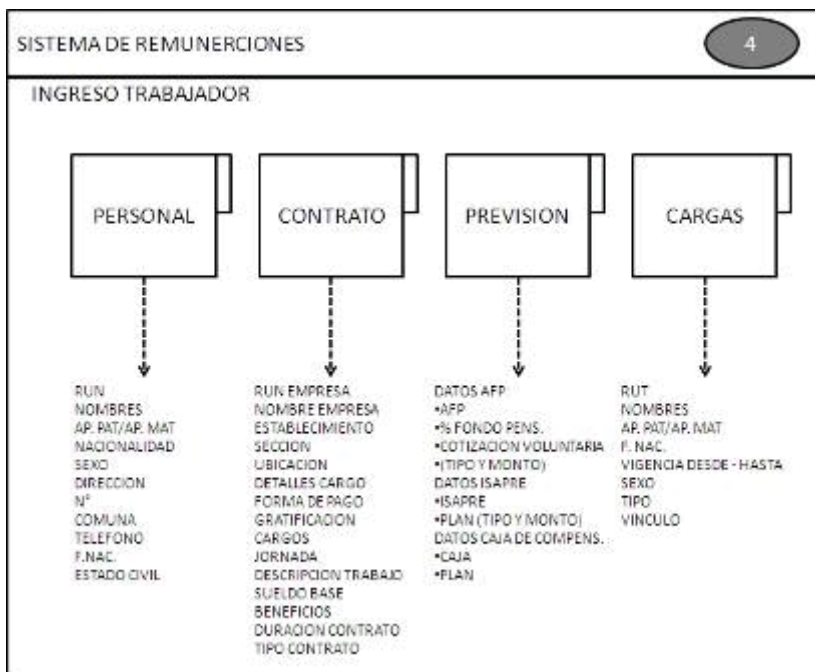 SISTEMA DE REMUNERCIONES
4
INGRESO TRABAJADOR
PERSONAL
RUN
NOMBRES
AP. PAT/AP. MAT
NACIONALIDAD
SEXO
DIRECCION
N°
COMUNA
TELEFONO
F.NAC.
ESTADO CIVIL
CONTRATO
RUN EMPRESA
NOMBRE EMPRESA
ESTABLECIMIENTO
SECCION
UBICACION
DETALLES CARGO
FORMA DE PAGO
GRATIFICACION
CARGOS
JORNADA
DESCRIPCION TRABAJO
SUELDO BASE
BENEFICIOS
DURACION CONTRATO
TIPO CONTRATO
PREVISION
DATOS AFP
•AFP
•% FONDO PENS.
•COTIZACION VOLUNTARIA
•(TIPO Y MONTO)
DATOS ISAPRE
•ISAPRE
•PLAN (TIPO Y MONTO)
DATOS CAJA DE COMPENS.
•CAJA
•PLAN
CARGAS
RUT
NOMBRES
AP. PAT/AP. MAT
F. NAC.
VIGENCIA DESDE - HASTA
SEXO
TIPO
VINCULO